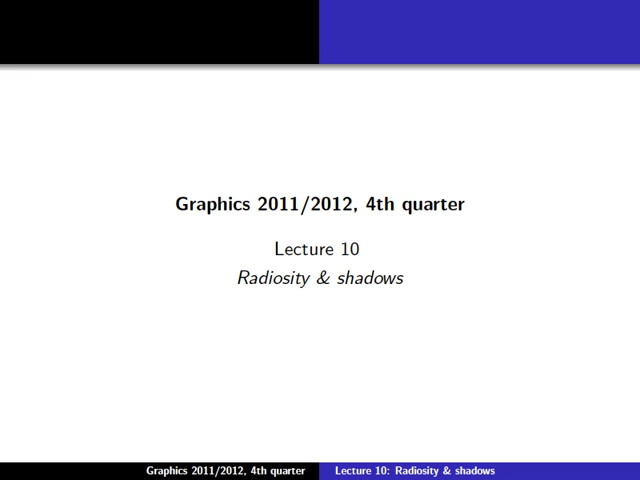 Graphics 2011/2012, 4th quarter
Lecture 10
Radiosity & shadows
Graphics 2011/2012, 4th quarter Lecture 10: Radiosity & shadows